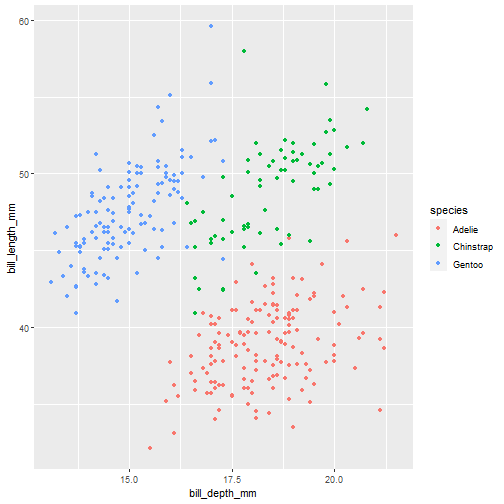 60
50
40
bill_length_mm
15.0
17.5
20.0
bill_depth_mm
species
Adelie
Chinstrap
Gentoo